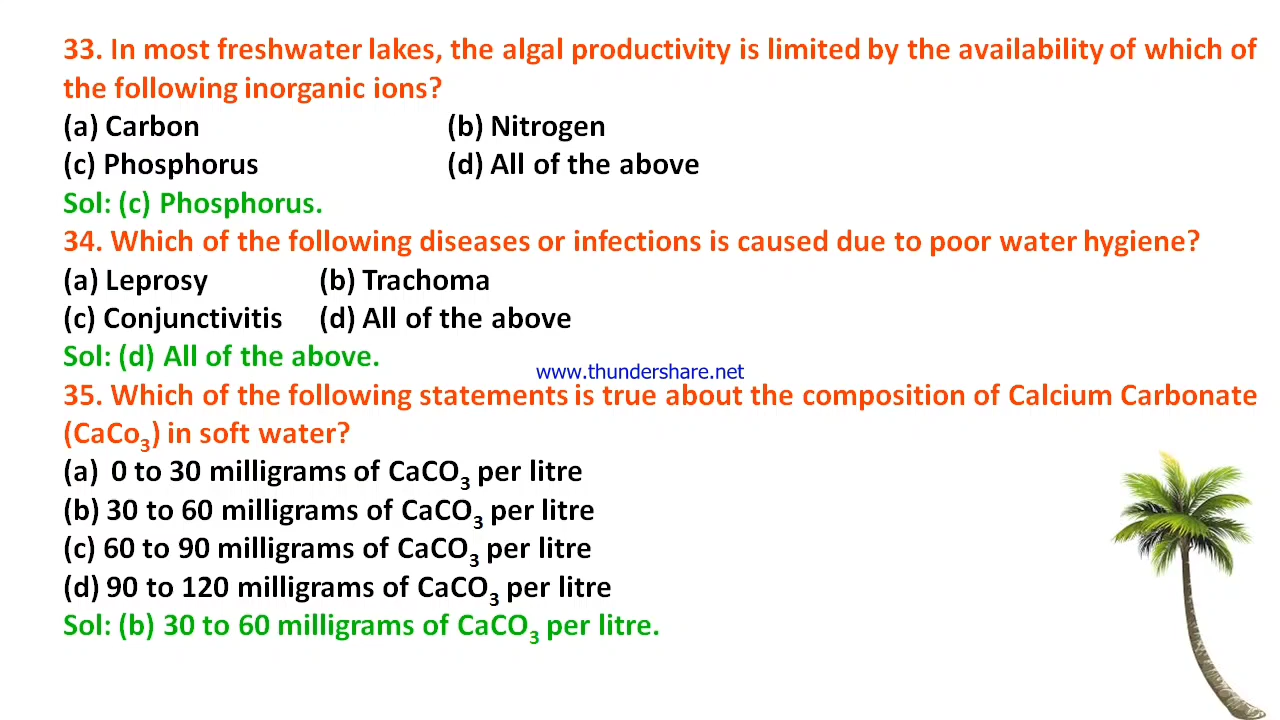 33. In most freshwater lakes, the algal productivity is limited by the availability of which of
the following inorganic ions?
(a) Carbon (b) Nitrogen
(c) Phosphorus (d) All of the above
Sol: (c) Phosphorus.
34. Which of the following diseases or infections is caused due to poor water hygiene?
(a) Leprosy (b) Trachoma
(c) Conjunctivitis (d) All of the above
Sol: (d) All of the above.
www.thundershare.net
35. Which of the following statements is true about the composition of Calcium Carbonate
(CaCo₃) in soft water?
(a) 0 to 30 milligrams of CaCO₃ per litre
(b) 30 to 60 milligrams of CaCO₃ per litre
(c) 60 to 90 milligrams of CaCO₃ per litre
(d) 90 to 120 milligrams of CaCO₃ per litre
Sol: (b) 30 to 60 milligrams of CaCO₃ per litre.